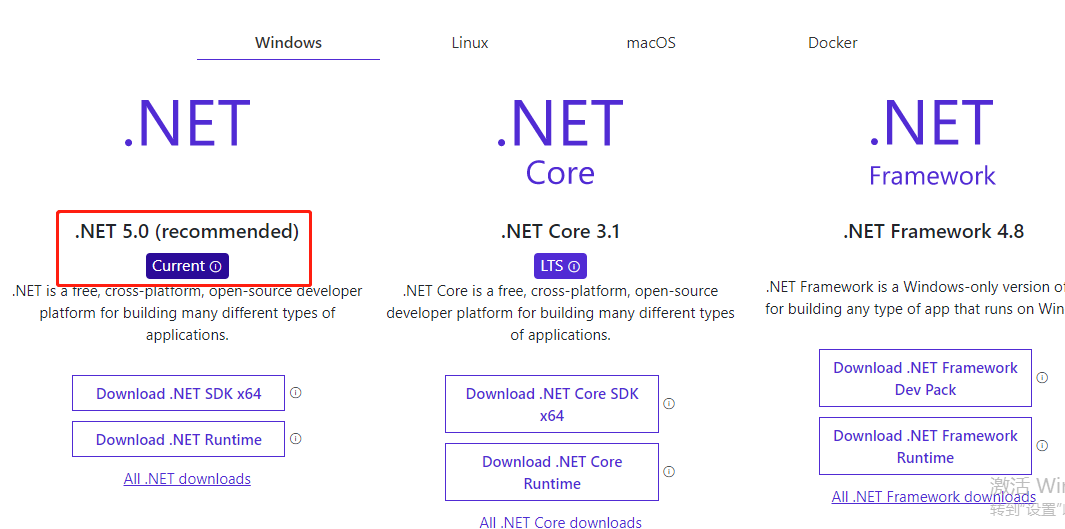 Windows
Linux
macOS
Docker
.NET
.NET 5.0 (recommended)
Current
.NET is a free, cross-platform, open-source developer
platform for building many different types of
applications.
Download .NET SDK x64
Download .NET Runtime
All .NET downloads
.NET
Core
.NET Core 3.1
LTS
.NET Core is a free, cross-platform, open-source
developer platform for building many different types
of applications.
Download .NET Core SDK
x64
Download .NET Core
Runtime
All .NET Core downloads
.NET
Framework
.NET Framework 4.8
.NET Framework is a Windows-only version of
for building any type of app that runs on Win
Download .NET Framework
Dev Pack
Download .NET Framework
Runtime
All .NET Framework downloads
激活 Win
转到"设置"